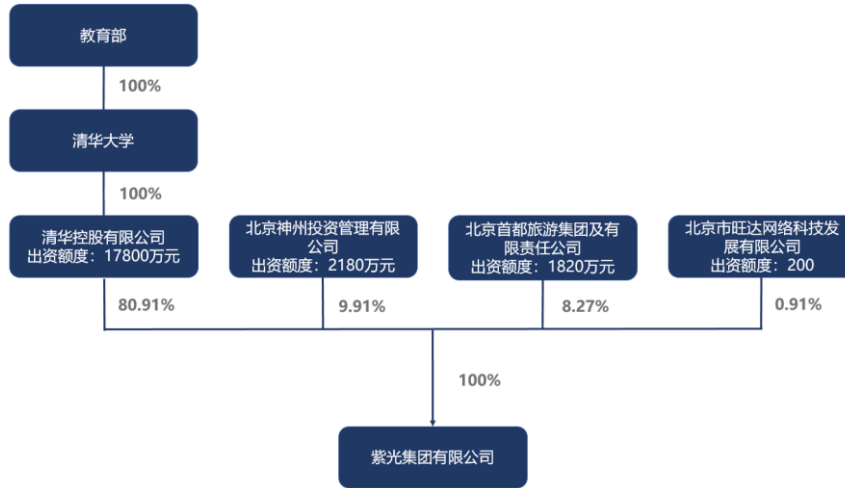 教育部
100%
清华大学
100%
清华控股有限公司
出资额度：17800万元
北京神州投资管理有限
公司
出资额度：2180万元
北京首都旅游集团及有
限责任公司
出资额度：1820万元
北京市旺达网络科技发
展有限公司
出资额度：200
80.91%
9.91%
8.27%
0.91%
100%
紫光集团有限公司